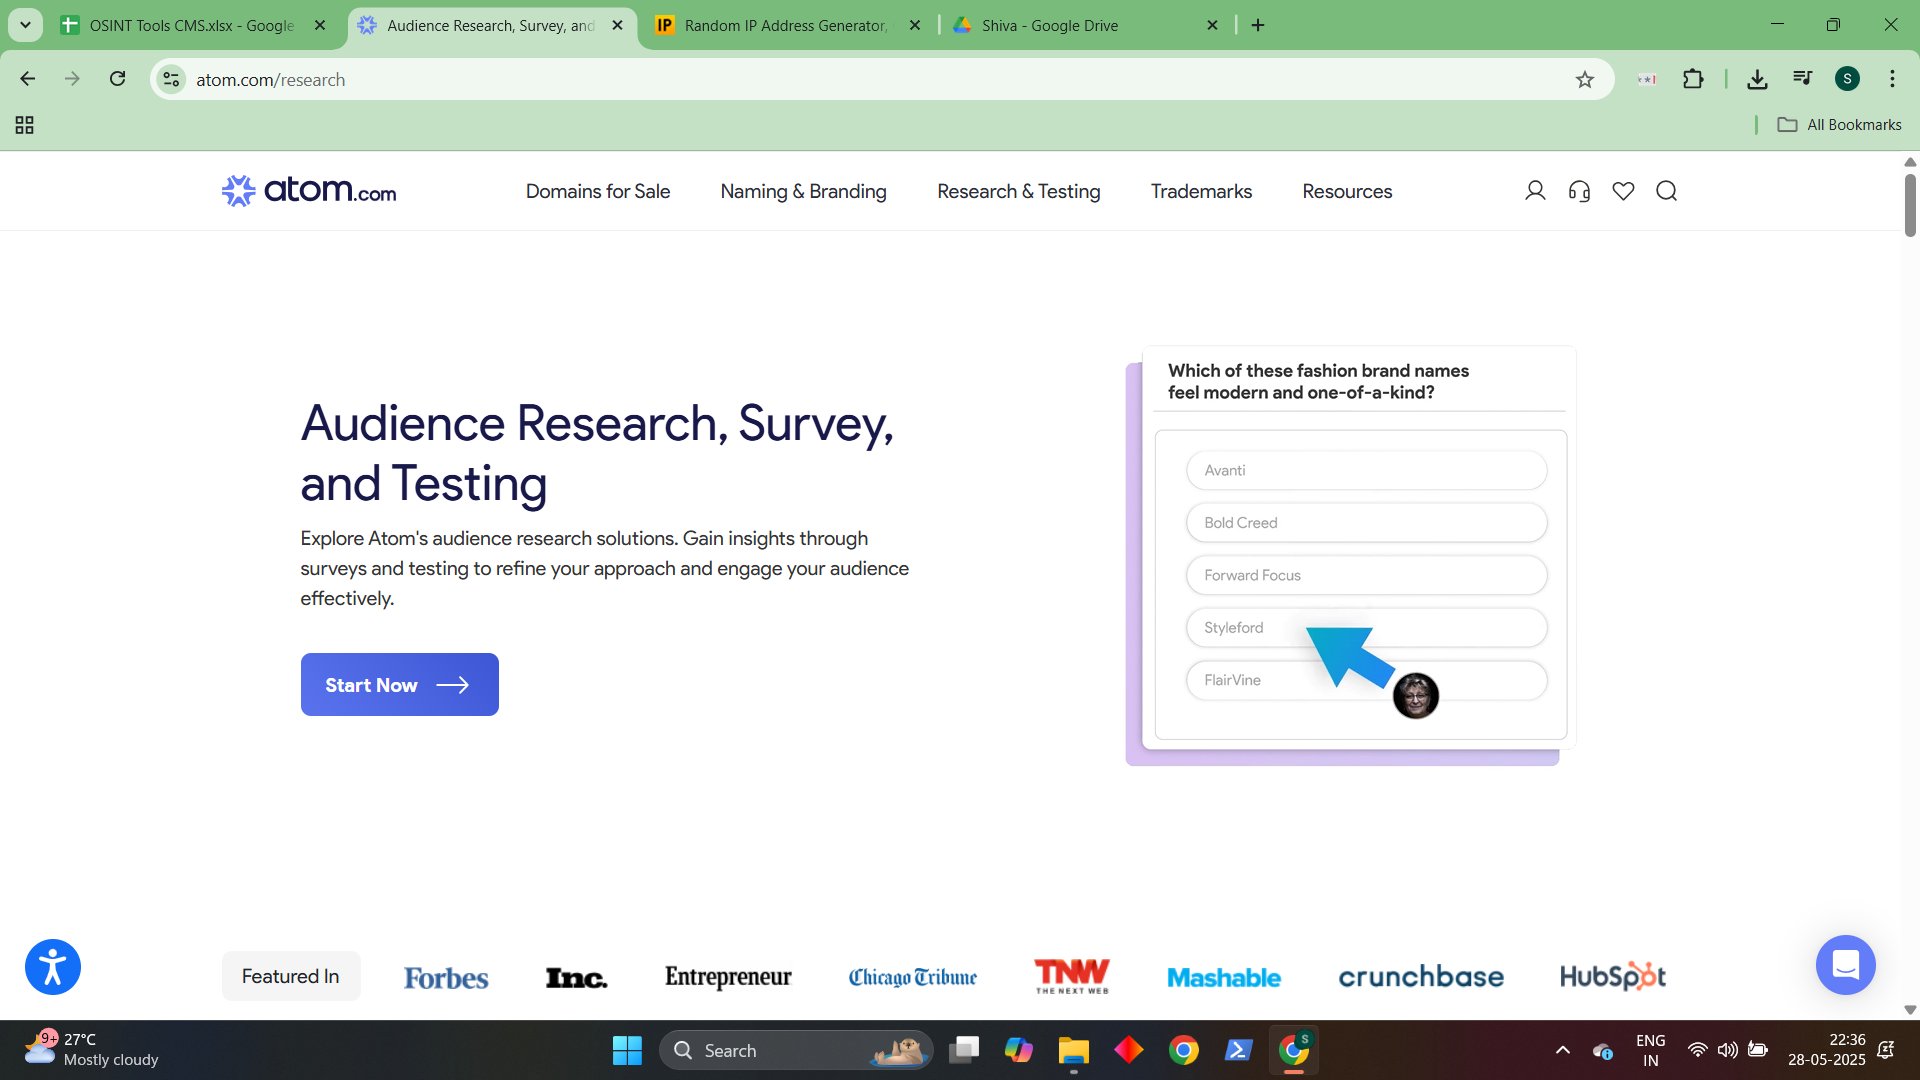 OSINT Tools CMS.xlsx - Google
Audience Research, Survey, and
IP
Random IP Address Generator,
Shiva - Google Drive
atom.com/research
S
All Bookmarks
atom.com
Domains for Sale
Naming & Branding
Research & Testing
Trademarks
Resources
Audience Research, Survey,
and Testing
Explore Atom's audience research solutions. Gain insights through
surveys and testing to refine your approach and engage your audience
effectively.
Start Now
Which of these fashion brand names
feel modern and one-of-a-kind?
Avanti
Bold Creed
Forward Focus
Styleford
FlairVine
Featured In
Forbes
Inc.
Entrepreneur
Chicago Tribune
TNW
THE NEXT WEB
Mashable
crunchbase
HubSpot
9+
27°C
Mostly cloudy
Search
S
ENG
IN
22:36
28-05-2025